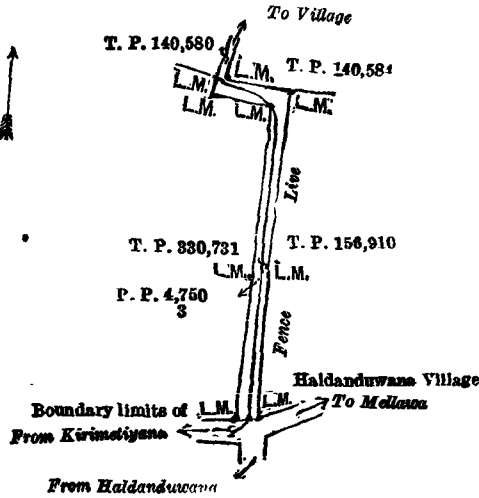 To Village
T. P. 140,580
L.M.
T. P. 140,584
L.M.
L.M.
L.M.
L.M.
Live
T. P. 330,731
T. P. 156,910
L.M.
L.M.
P. P. 4,750
3
Fence
Haldanduwana Village
Boundary limits of
L.M.
L.M.
To Mellawa
From Kirimetiyana
From Haldanduwana